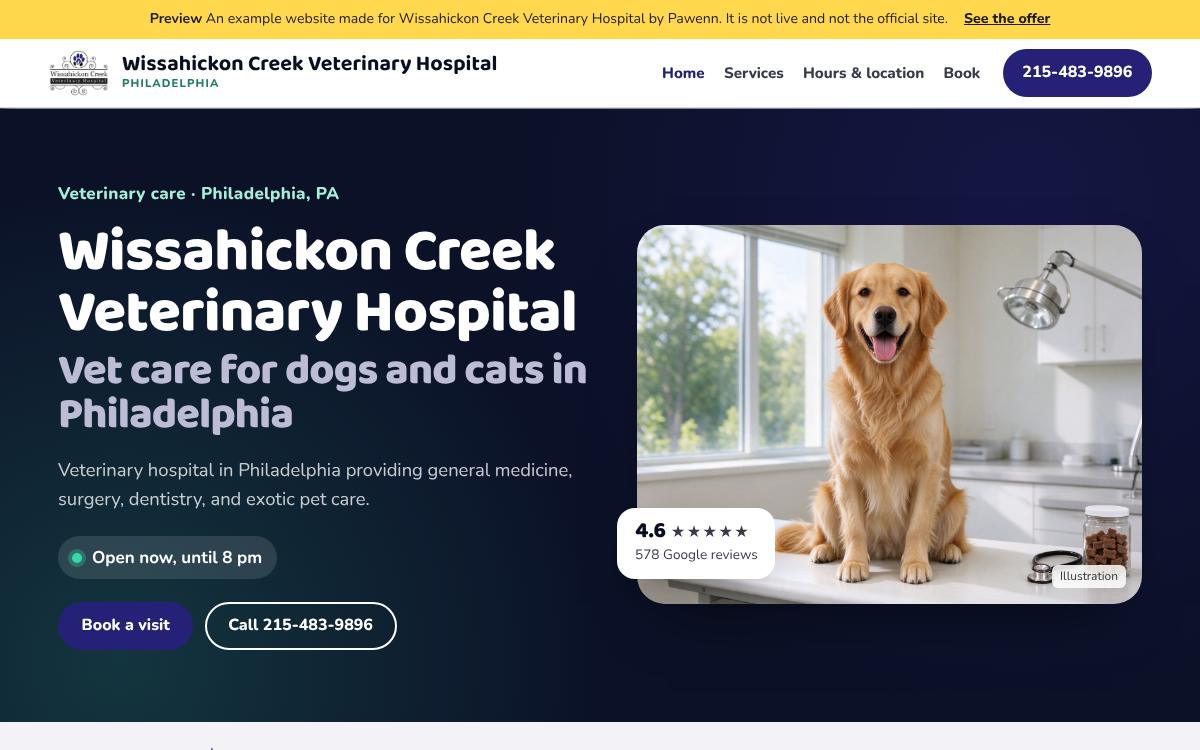 Preview An example website made for Wissahickon Creek Veterinary Hospital by Pawenn. It is not live and not the official site. See the offer
Wissahickon Creek
Veterinary Hospital
Wissahickon Creek Veterinary Hospital
PHILADELPHIA
Home Services Hours & location Book 215-483-9896
Veterinary care · Philadelphia, PA
Wissahickon Creek
Veterinary Hospital
Vet care for dogs and cats in
Philadelphia
Veterinary hospital in Philadelphia providing general medicine,
surgery, dentistry, and exotic pet care.
Open now, until 8 pm
Book a visit Call 215-483-9896
4.6 ★★★★★
578 Google reviews
Illustration